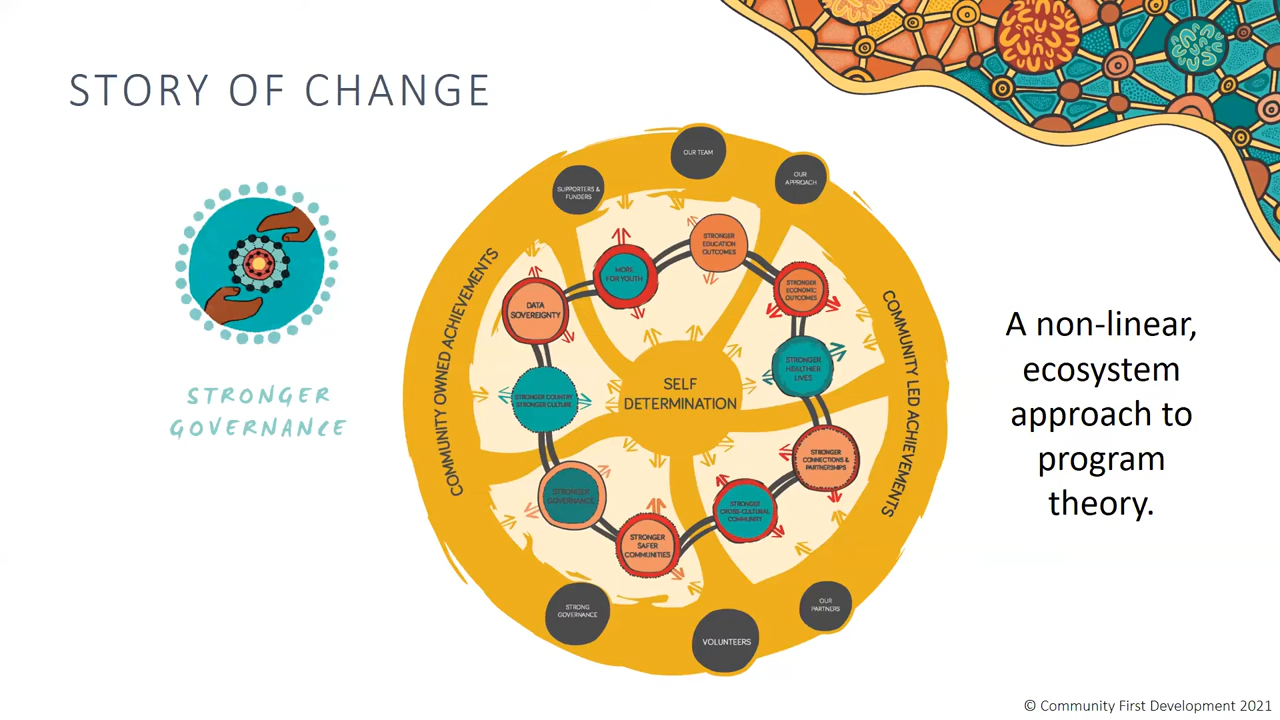 STORY OF CHANGE
STRONGER
GOVERNANCE
OUR TEAM
SUPPORTERS &
FUNDERS
OUR
APPROACH
COMMUNITY OWNED ACHIEVEMENTS
COMMUNITY LED ACHIEVEMENTS
STRONGER
EDUCATION
OUTCOMES
MORE
FOR YOUTH
STRONGER
ECONOMIC
OUTCOMES
DATA
SOVEREIGNTY
STRONGER
HEALTHIER
LIVES
STRONGER COUNTRY
STRONGER CULTURE
SELF
DETERMINATION
STRONGER
CONNECTIONS &
PARTNERSHIPS
STRONGER
GOVERNANCE
STRONGER
CROSS-CULTURAL
COMMUNITY
STRONGER
SAFER
COMMUNITIES
STRONG
GOVERNANCE
VOLUNTEERS
OUR
PARTNERS
A non-linear,
ecosystem
approach to
program
theory.
© Community First Development 2021